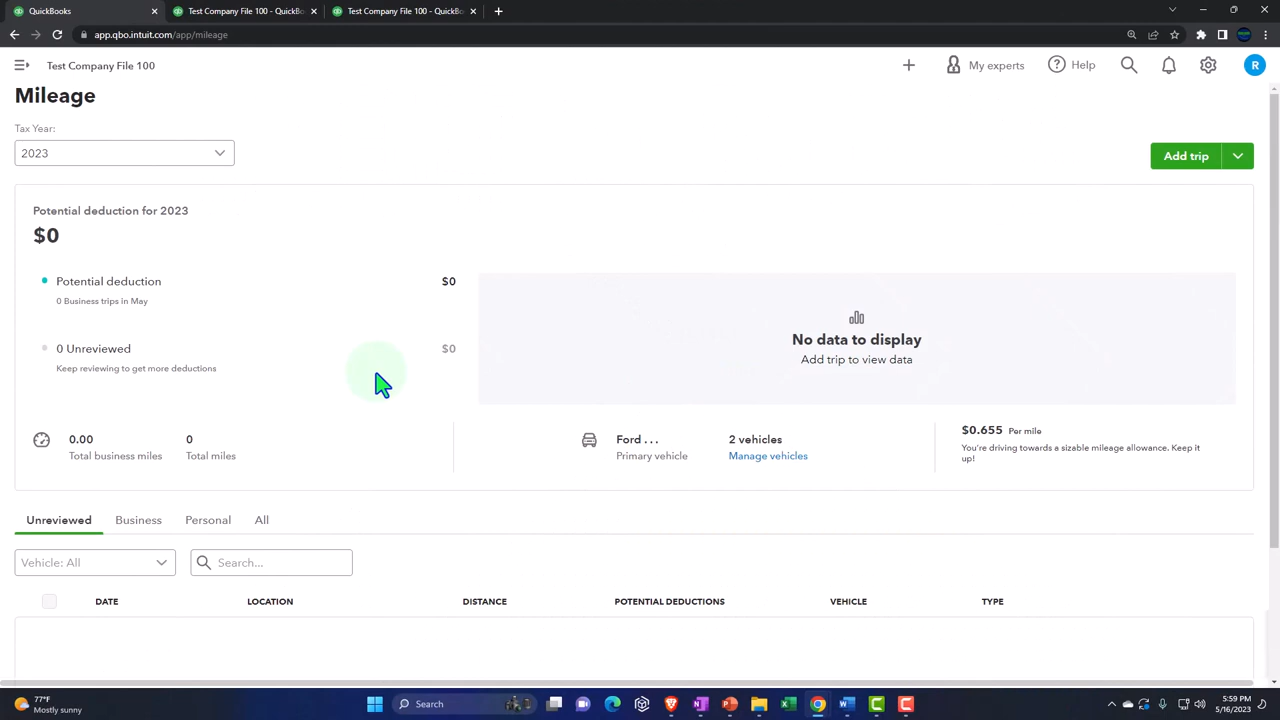 QuickBooks
Test Company File 100 - QuickBo
Test Company File 100 - QuickBo
app.qbo.intuit.com/app/mileage
Test Company File 100
My experts
Help
R
Mileage
Tax Year:
2023
Add trip
Potential deduction for 2023
$0
Potential deduction
$0
0 Business trips in May
0 Unreviewed
$0
Keep reviewing to get more deductions
No data to display
Add trip to view data
0.00
Total business miles
0
Total miles
Ford . . .
Primary vehicle
2 vehicles
Manage vehicles
$0.655 Per mile
You're driving towards a sizable mileage allowance. Keep it
up!
Unreviewed
Business
Personal
All
Vehicle: All
Search...
DATE
LOCATION
DISTANCE
POTENTIAL DEDUCTIONS
VEHICLE
TYPE
77°F
Mostly sunny
Search
5:59 PM
5/16/2023